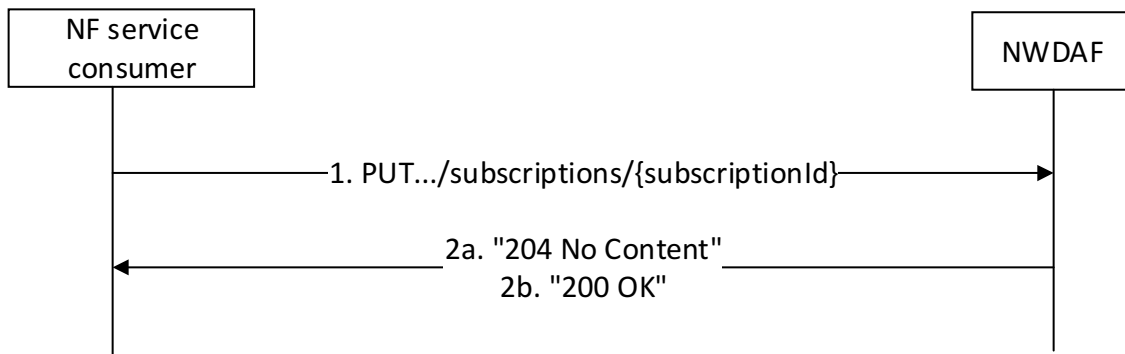 NF service
consumer
NWDAF
1. PUT.../subscriptions/{subscriptionId}
2a. "204 No Content"
2b. "200 OK"